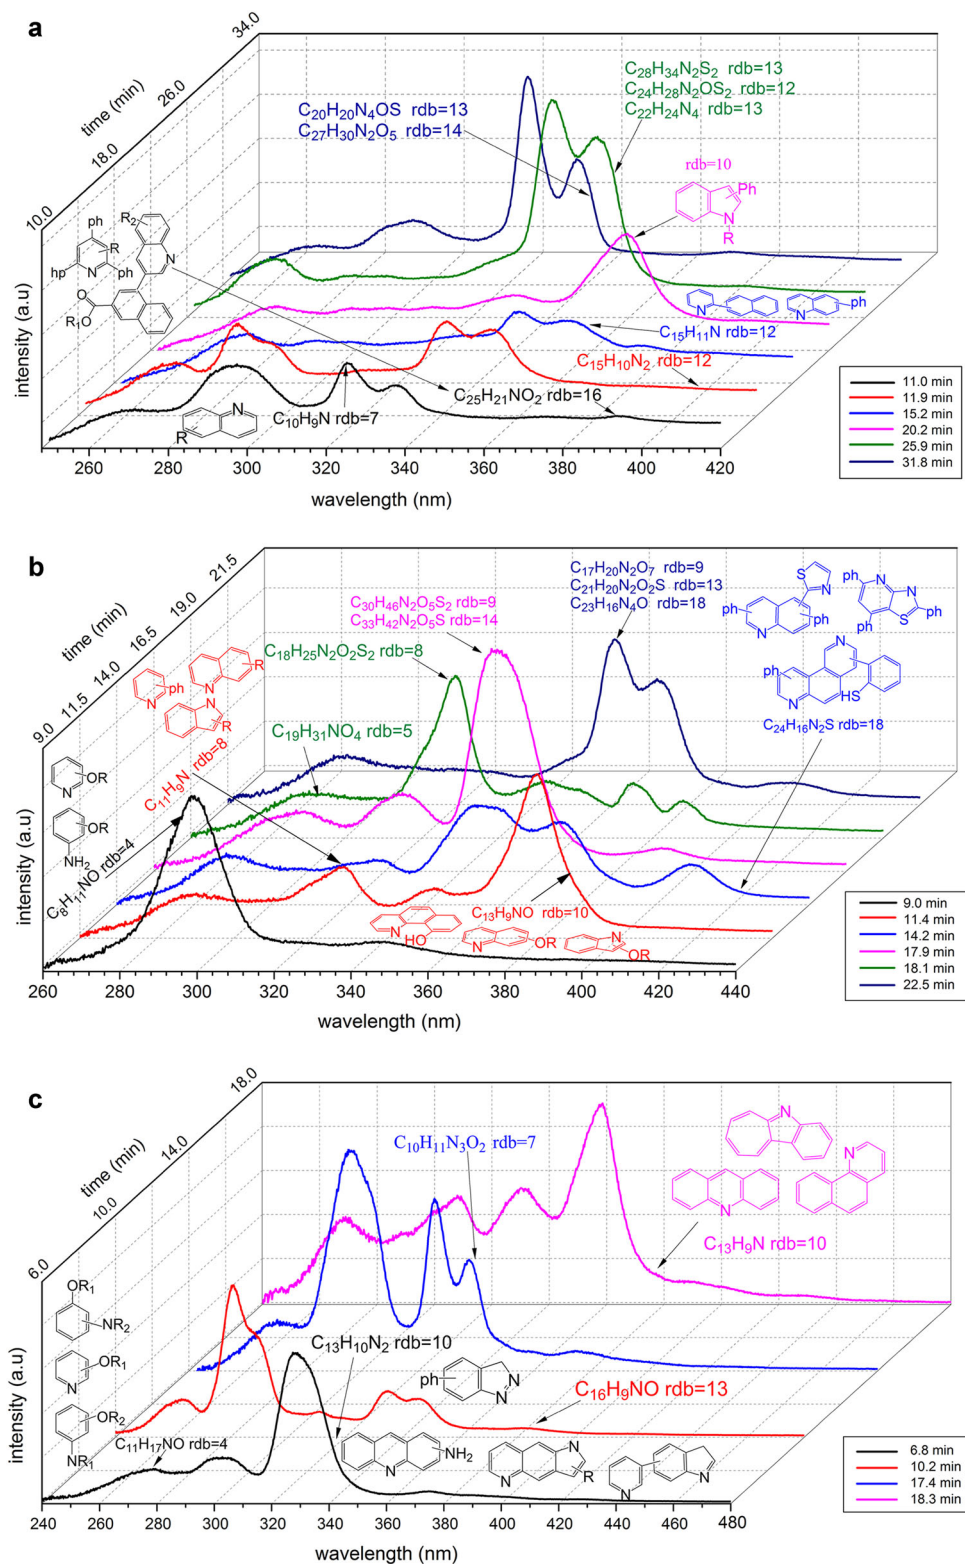 a
34.0
26.0
18.0
10.0
time (min)
C20H20N4OS rdb=13
C27H30N2O5 rdb=14
C28H34N2S2 rdb=13
C24H28N2OS2 rdb=12
C22H24N4 rdb=13
rdb=10
Ph
N
R
ph
R2
R
N
hp
N
ph
O
R1O
N
ph
N
N
C15H11N rdb=12
C15H10N2 rdb=12
C25H21NO2 rdb=16
C10H9N rdb=7
N
R
intensity (a.u)
260 280 300 320 340 360 380 400 420
wavelength (nm)
11.0 min
11.9 min
15.2 min
20.2 min
25.9 min
31.8 min
b
21.5
19.0
16.5
14.0
11.5
9.0
time (min)
C17H20N2O7 rdb=9
C21H20N2O2S rdb=13
C23H16N4O rdb=18
C30H46N2O5S2 rdb=9
C33H42N2O5S rdb=14
C18H25N2O2S2 rdb=8
C19H31NO4 rdb=5
S
N
ph
N
ph
ph
N
N
S
ph
ph
N
ph
N
HS
C24H16N2S rdb=18
N
ph
R
N
N
R
C11H9N rdb=8
OR
N
OR
NH2
C8H11NO rdb=4
C13H9NO rdb=10
N
HO
N
OR
N
OR
intensity (a.u)
260 280 300 320 340 360 380 400 420 440
wavelength (nm)
9.0 min
11.4 min
14.2 min
17.9 min
18.1 min
22.5 min
c
18.0
14.0
10.0
6.0
time (min)
C10H11N3O2 rdb=7
N
N
N
C13H9N rdb=10
OR1
NR2
OR1
N
OR2
NR1
C11H17NO rdb=4
C13H10N2 rdb=10
ph
N
N
C16H9NO rdb=13
NH2
N
N
N
R
N
N
intensity (a.u)
240 260 280 300 320 340 360 380 400 420 440 460 480
wavelength (nm)
6.8 min
10.2 min
17.4 min
18.3 min